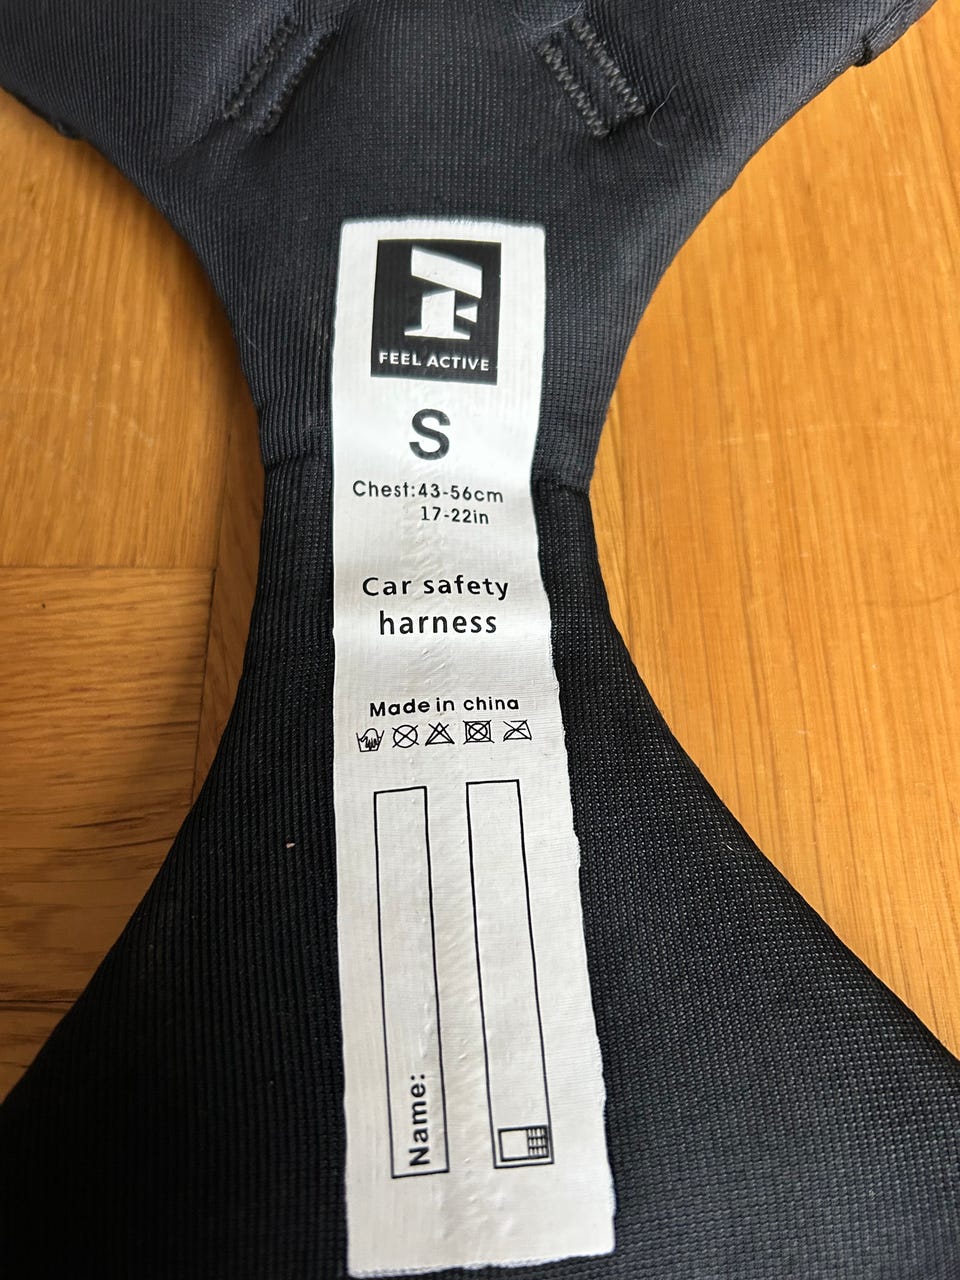 FEEL ACTIVE
S
Chest:43-56cm
17-22in
Car safety
harness
Made in china
Name: